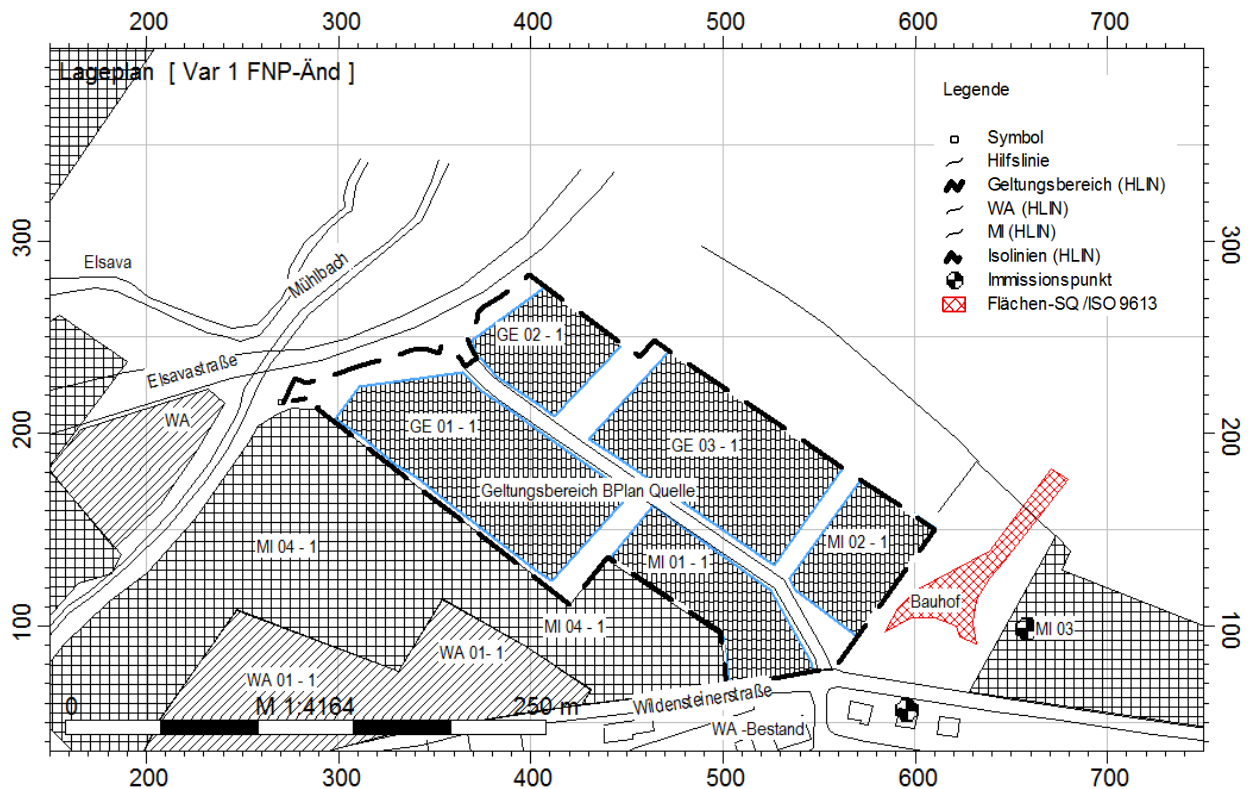 200 300 400 500 600 700
Lageplan [ Var 1 FNP-Änd ]
Legende
Symbol
Hilfslinie
Geltungsbereich (HLIN)
WA (HLIN)
MI (HLIN)
Isolinien (HLIN)
Immissionspunkt
Flächen-SQ /ISO 9613
300
300
Elsava
Mühlbach
GE 02 - 1
Elsavastraße
WA
200
200
GE 01 - 1
GE 03 - 1
Geltungsbereich BPlan Quelle
MI 04 - 1
MI 01 - 1
MI 02 - 1
Bauhof
100
100
MI 04 - 1
MI 03
WA 01- 1
WA 01 - 1
Wildensteinerstraße
0 M 1:4164 250 m
WA -Bestand
200 300 400 500 600 700